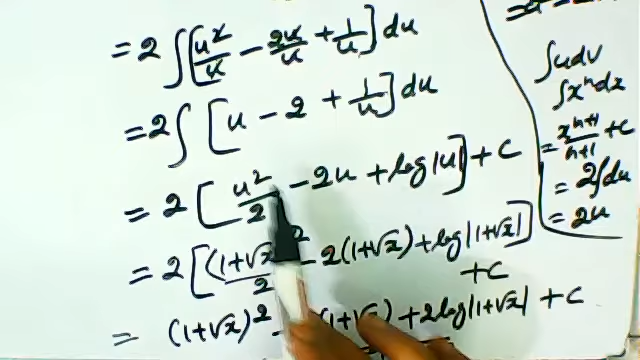 = 2 ∫ [u²/u − 2u/u + 1/u] du
= 2 ∫ [u − 2 + 1/u] du
= 2 [u²/2 − 2u + log|u|] + C
= 2 [(1+√x)²/2 − 2(1+√x) + log|1+√x|]
+C
= (1+√x)² − (1+√x) + 2log|1+√x| + C
∫udv
∫xⁿdx
= xⁿ⁺¹/n+1 + C
= 2∫du
= 2u